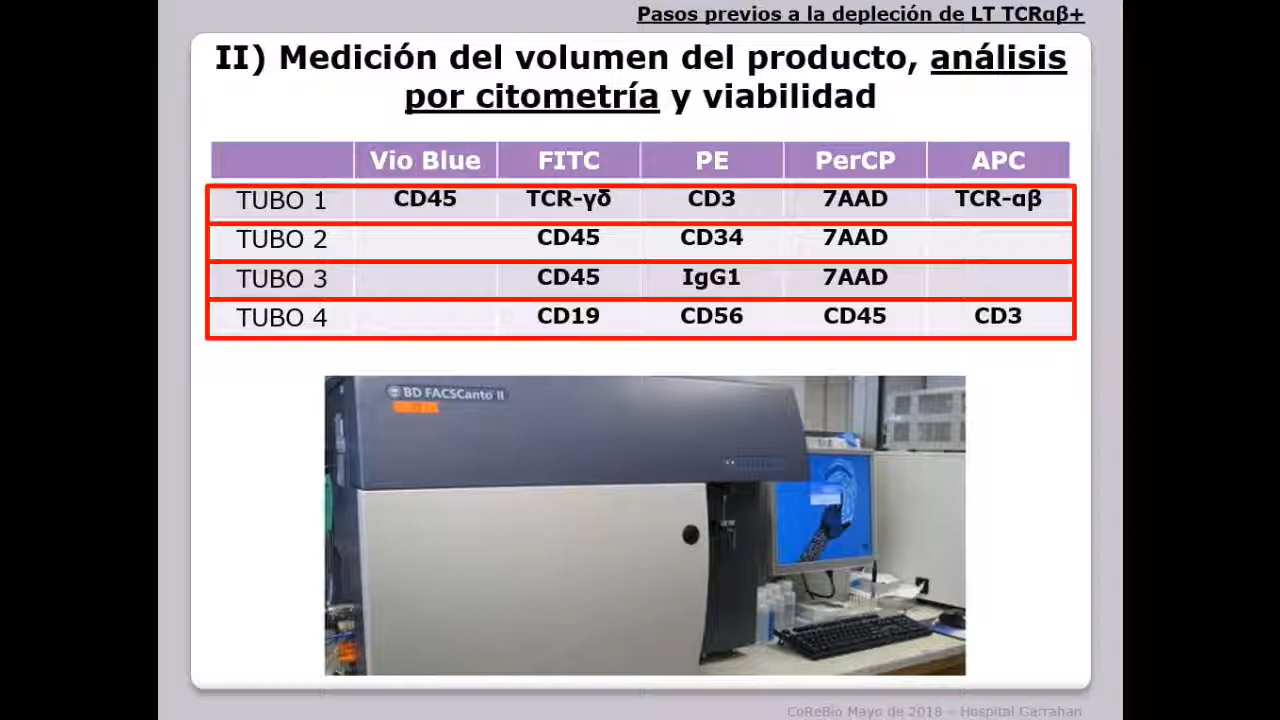 Pasos previos a la depleción de LT TCRαβ+
II) Medición del volumen del producto, análisis
por citometría y viabilidad
Vio Blue FITC PE PerCP APC
TUBO 1 CD45 TCR-γδ CD3 7AAD TCR-αβ
TUBO 2 CD45 CD34 7AAD
TUBO 3 CD45 IgG1 7AAD
TUBO 4 CD19 CD56 CD45 CD3
BD FACSCanto II
CoReBio Mayo de 2018 – Hospital Garrahan